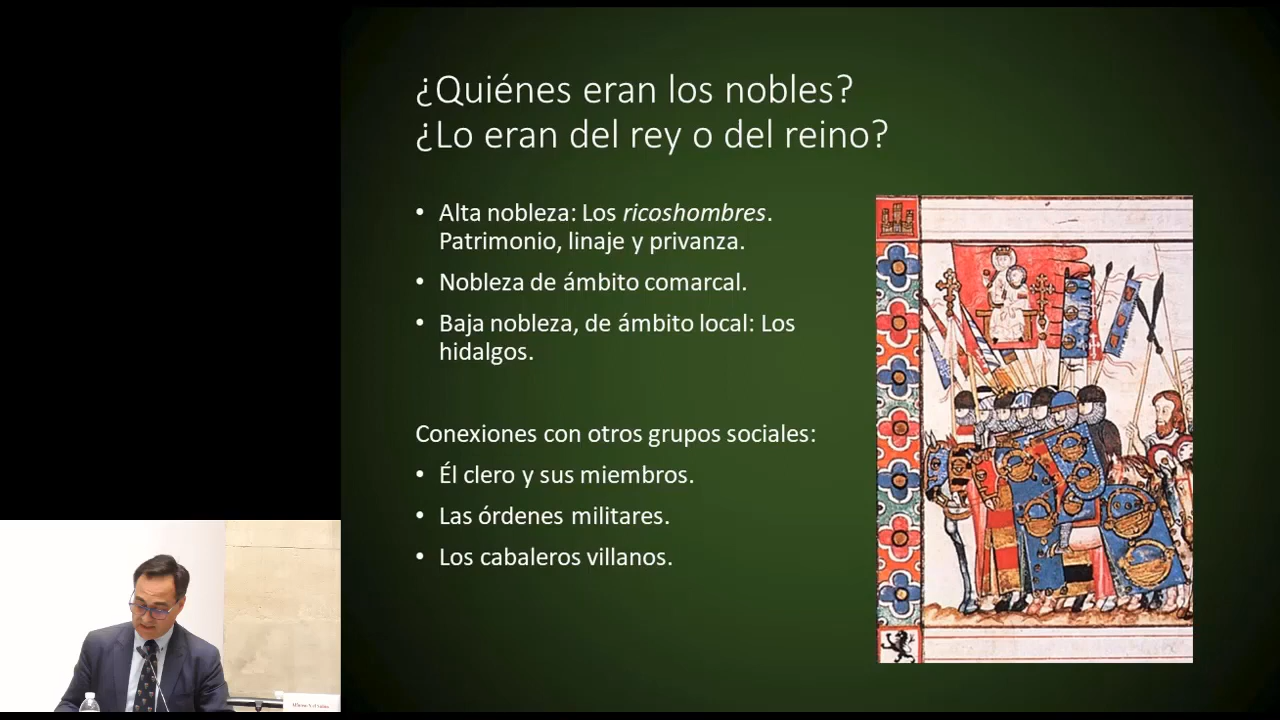 ¿Quiénes eran los nobles?
¿Lo eran del rey o del reino?
• Alta nobleza: Los ricoshombres.
Patrimonio, linaje y privanza.
• Nobleza de ámbito comarcal.
• Baja nobleza, de ámbito local: Los
hidalgos.
Conexiones con otros grupos sociales:
• Él clero y sus miembros.
• Las órdenes militares.
• Los cabaleros villanos.